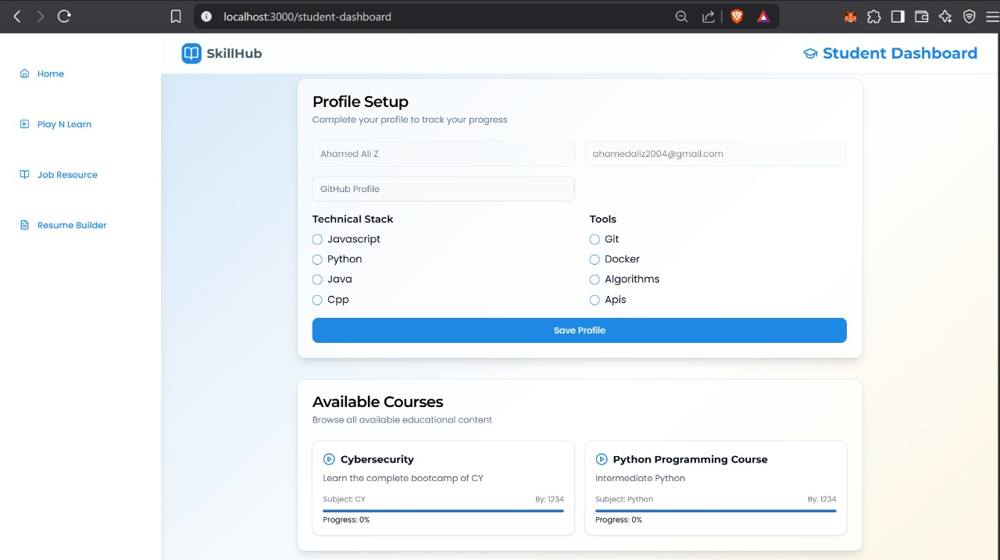 localhost:3000/student-dashboard
SkillHub
Student Dashboard
Home
Play N Learn
Job Resource
Resume Builder
Profile Setup
Complete your profile to track your progress
Ahamed Ali Z
ahamedaliz2004@gmail.com
GitHub Profile
Technical Stack
Javascript
Python
Java
Cpp
Tools
Git
Docker
Algorithms
Apis
Save Profile
Available Courses
Browse all available educational content
Cybersecurity
Learn the complete bootcamp of CY
Subject: CY By: 1234
Progress: 0%
Python Programming Course
Intermediate Python
Subject: Python By: 1234
Progress: 0%